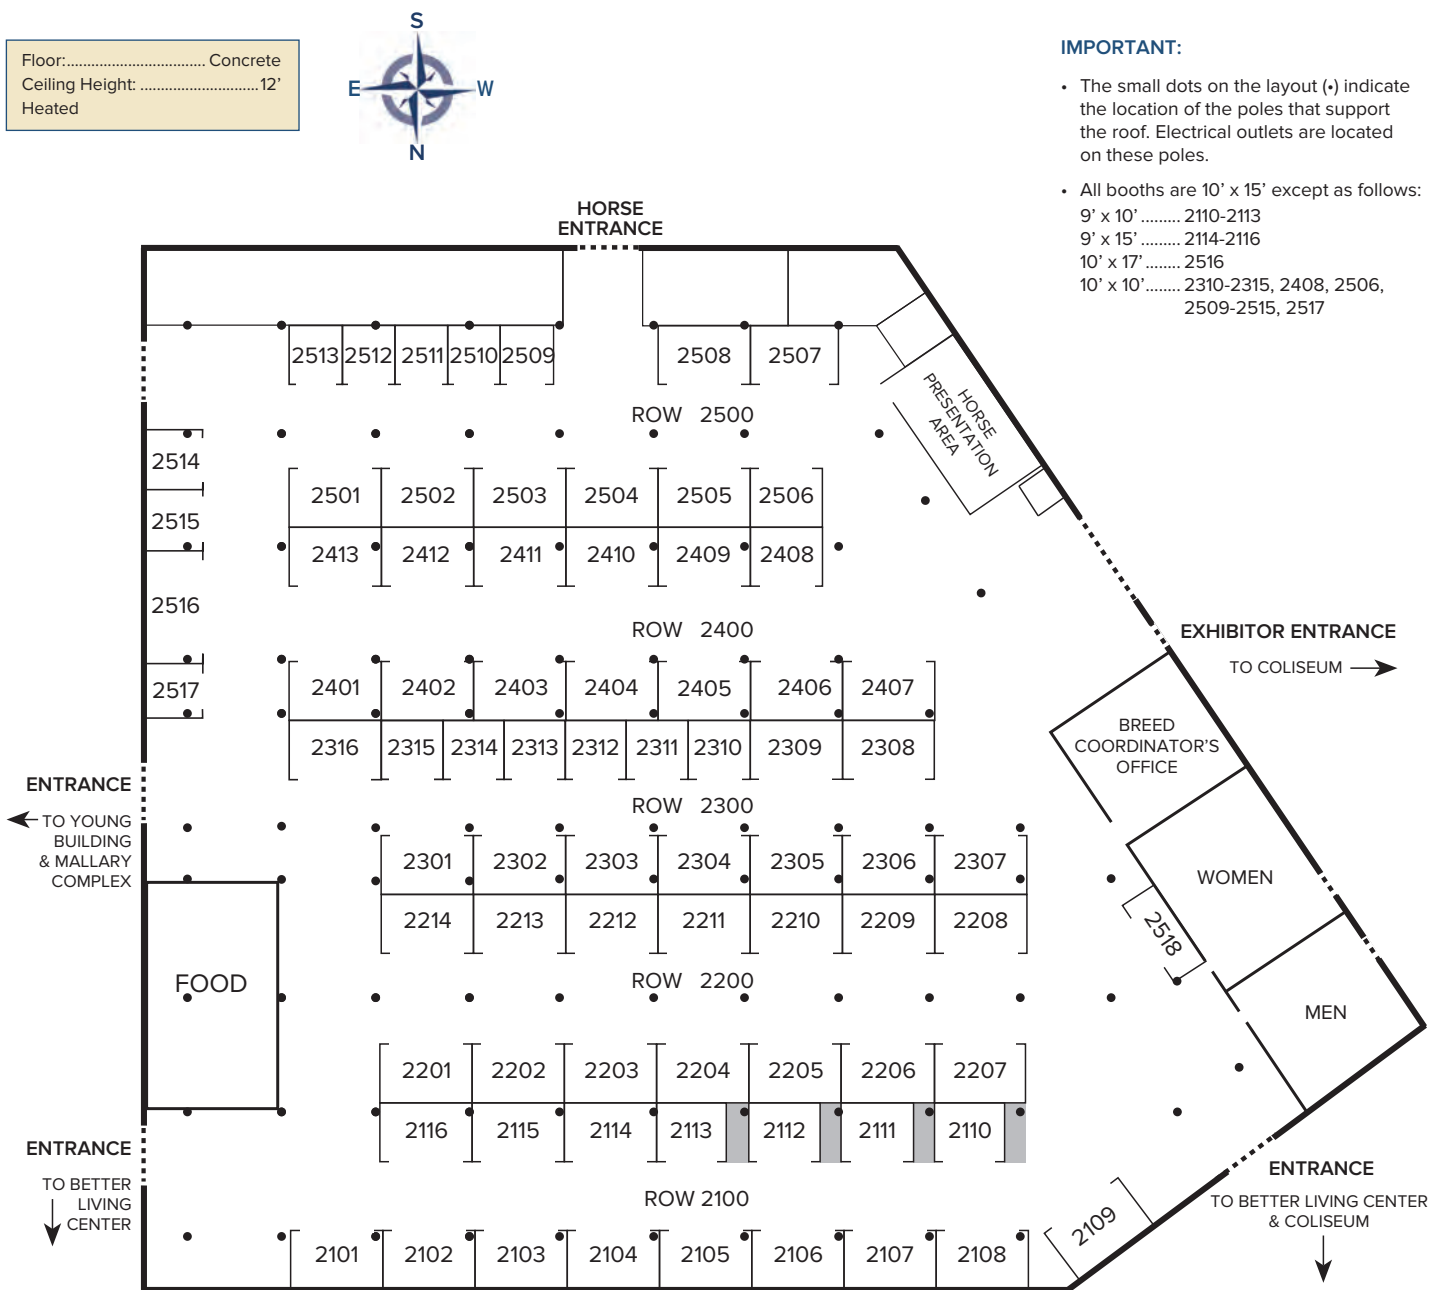 Floor:................................. Concrete
Ceiling Height: ............................12’
Heated
S
E W
N
IMPORTANT:
• The small dots on the layout (•) indicate
the location of the poles that support
the roof. Electrical outlets are located
on these poles.
• All booths are 10’ x 15’ except as follows:
9’ x 10’ ......... 2110-2113
9’ x 15’ ......... 2114-2116
10’ x 17’ ........ 2516
10’ x 10’........ 2310-2315, 2408, 2506,
2509-2515, 2517
HORSE
ENTRANCE
2513 2512 2511 2510 2509 2508 2507
HORSE
PRESENTATION
AREA
ROW 2500
2514
2515
2516
2517
2501 2502 2503 2504 2505 2506
2413 2412 2411 2410 2409 2408
ROW 2400
EXHIBITOR ENTRANCE
TO COLISEUM
2401 2402 2403 2404 2405 2406 2407
2316 2315 2314 2313 2312 2311 2310 2309 2308
BREED
COORDINATOR’S
OFFICE
ENTRANCE
TO YOUNG
BUILDING
& MALLARY
COMPLEX
ROW 2300
2301 2302 2303 2304 2305 2306 2307
2214 2213 2212 2211 2210 2209 2208
WOMEN
2518
FOOD
ROW 2200
MEN
2201 2202 2203 2204 2205 2206 2207
2116 2115 2114 2113 2112 2111 2110
ENTRANCE
TO BETTER
LIVING
CENTER
ROW 2100
ENTRANCE
TO BETTER LIVING CENTER
& COLISEUM
2109
2101 2102 2103 2104 2105 2106 2107 2108